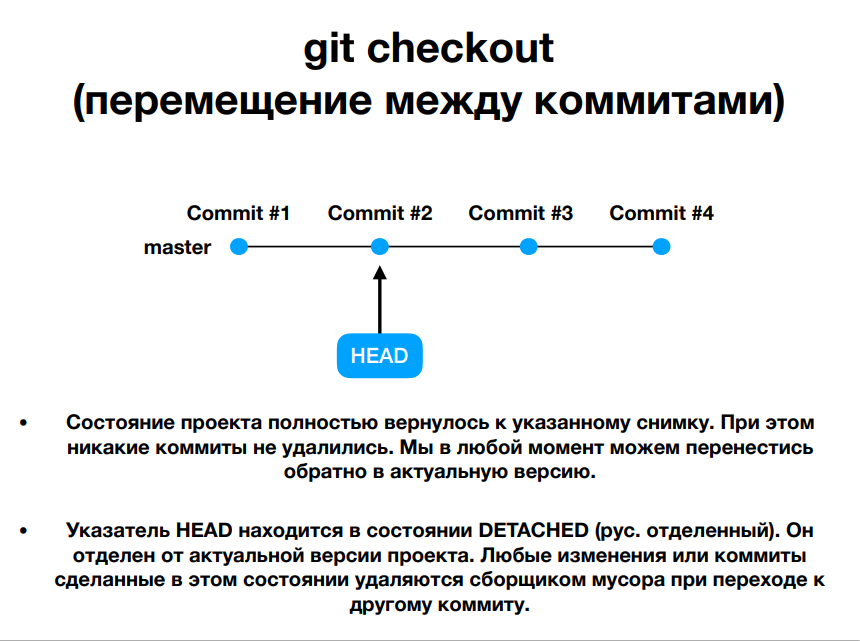 git checkout
(перемещение между коммитами)
Commit #1 Commit #2 Commit #3 Commit #4
master
HEAD
• Состояние проекта полностью вернулось к указанному снимку. При этом
никакие коммиты не удалились. Мы в любой момент можем перенестись
обратно в актуальную версию.
• Указатель HEAD находится в состоянии DETACHED (рус. отделенный). Он
отделен от актуальной версии проекта. Любые изменения или коммиты
сделанные в этом состоянии удаляются сборщиком мусора при переходе к
другому коммиту.